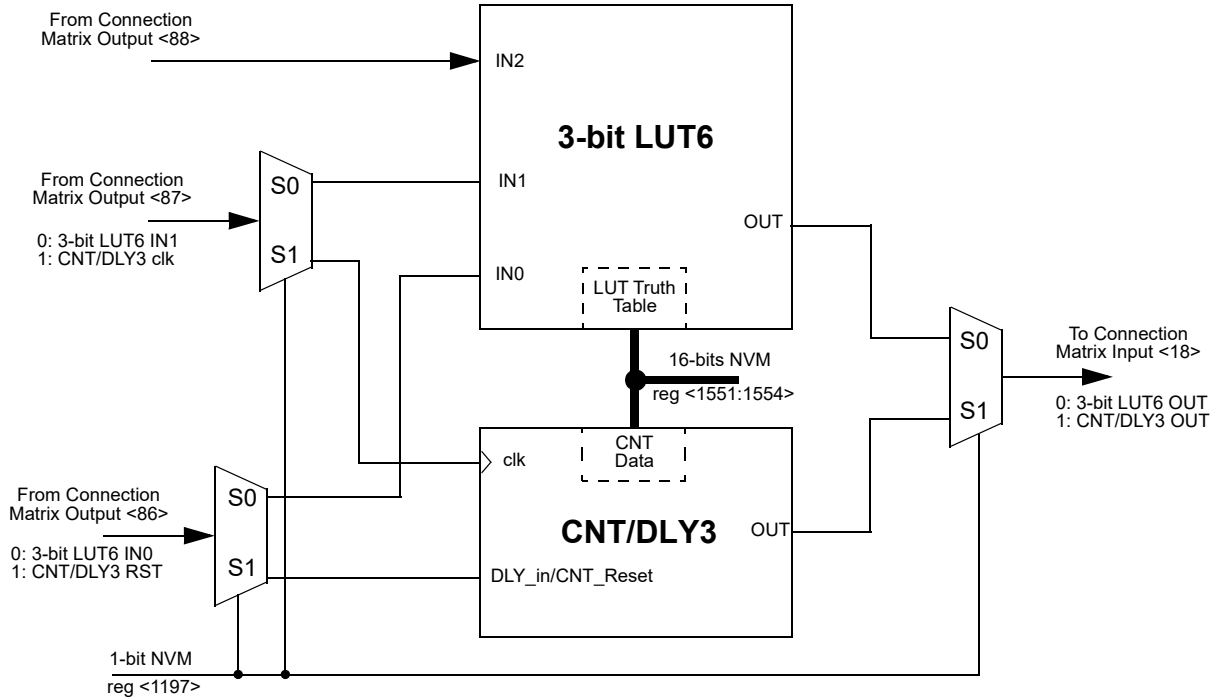 From Connection
Matrix Output <88>
IN2
3-bit LUT6
From Connection
Matrix Output <87>
S0
S1
0: 3-bit LUT6 IN1
1: CNT/DLY3 clk
IN1
IN0
OUT
LUT Truth
Table
16-bits NVM
reg <1551:1554>
S0
S1
To Connection
Matrix Input <18>
0: 3-bit LUT6 OUT
1: CNT/DLY3 OUT
CNT
Data
clk
CNT/DLY3
OUT
DLY_in/CNT_Reset
From Connection
Matrix Output <86>
S0
S1
0: 3-bit LUT6 IN0
1: CNT/DLY3 RST
1-bit NVM
reg <1197>